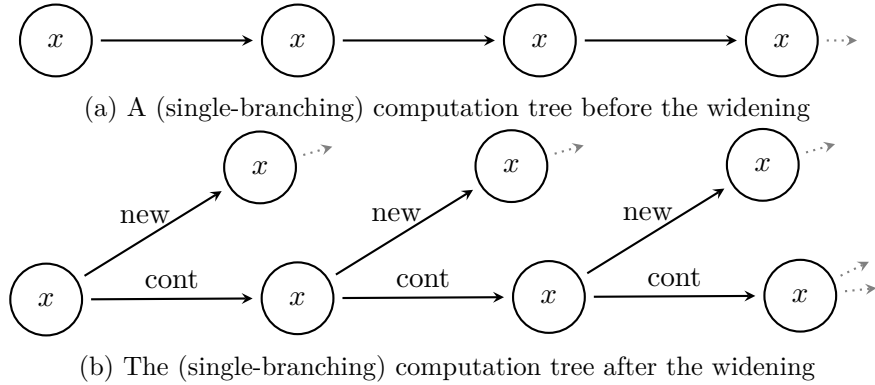 x x x x
(a) A (single-branching) computation tree before the widening
x x x
new new new
cont cont cont
x x x x
(b) The (single-branching) computation tree after the widening